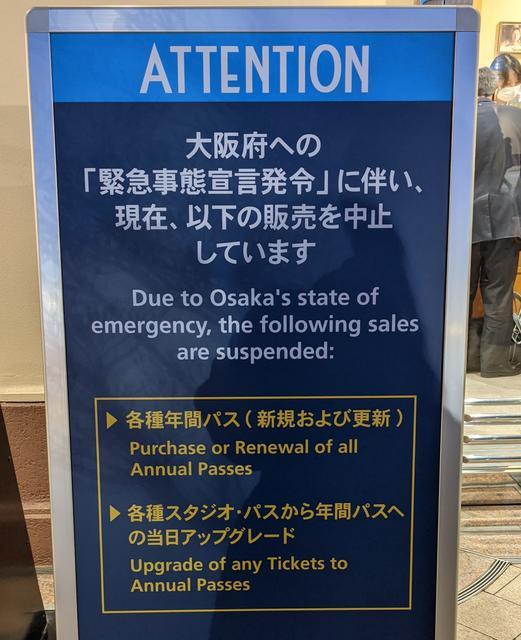 ATTENTION
大阪府への
「緊急事態宣言発令」に伴い、
現在、以下の販売を中止
しています
Due to Osaka's state of
emergency, the following sales
are suspended:
▶ 各種年間パス ( 新規および更新 )
Purchase or Renewal of all
Annual Passes
▶ 各種スタジオ・パスから年間パスへ
の当日アップグレード
Upgrade of any Tickets to
Annual Passes